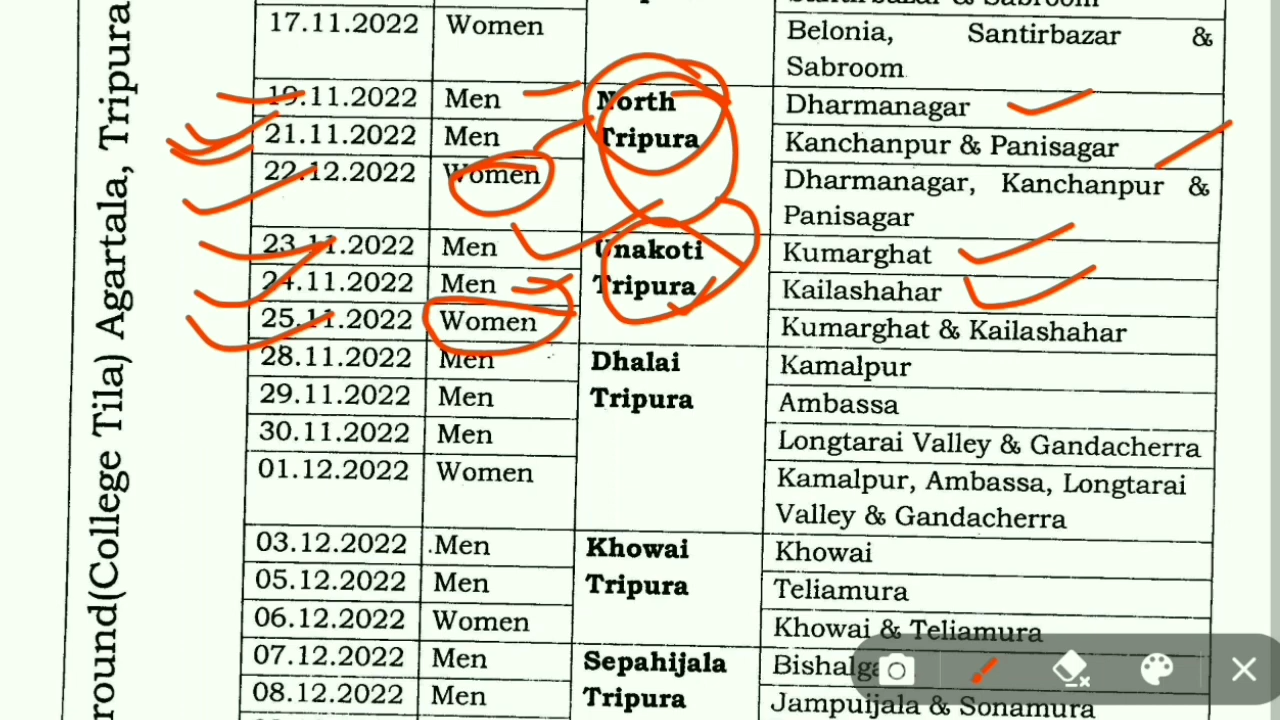 round(College Tila) Agartala, Tripura
17.11.2022 Women Belonia, Santirbazar &
Sabroom
19.11.2022 Men North Dharmanagar
21.11.2022 Men Tripura Kanchanpur & Panisagar
22.12.2022 Women Dharmanagar, Kanchanpur &
Panisagar
23.11.2022 Men Unakoti Kumarghat
24.11.2022 Men Tripura Kailashahar
25.11.2022 Women Kumarghat & Kailashahar
28.11.2022 Men Dhalai Kamalpur
29.11.2022 Men Tripura Ambassa
30.11.2022 Men Longtarai Valley & Gandacherra
01.12.2022 Women Kamalpur, Ambassa, Longtarai
Valley & Gandacherra
03.12.2022 .Men Khowai Khowai
05.12.2022 Men Tripura Teliamura
06.12.2022 Women Khowai & Teliamura
07.12.2022 Men Sepahijala
08.12.2022 Men Tripura Jampuijala & Sonamura